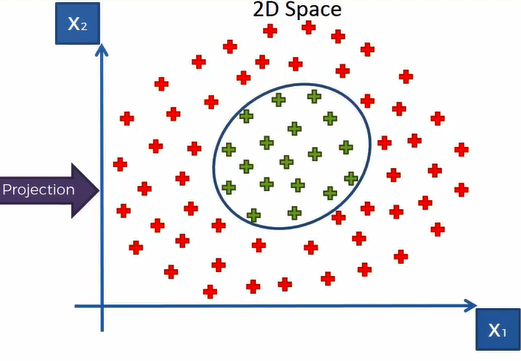 2D Space
X₂
Projection
X₁